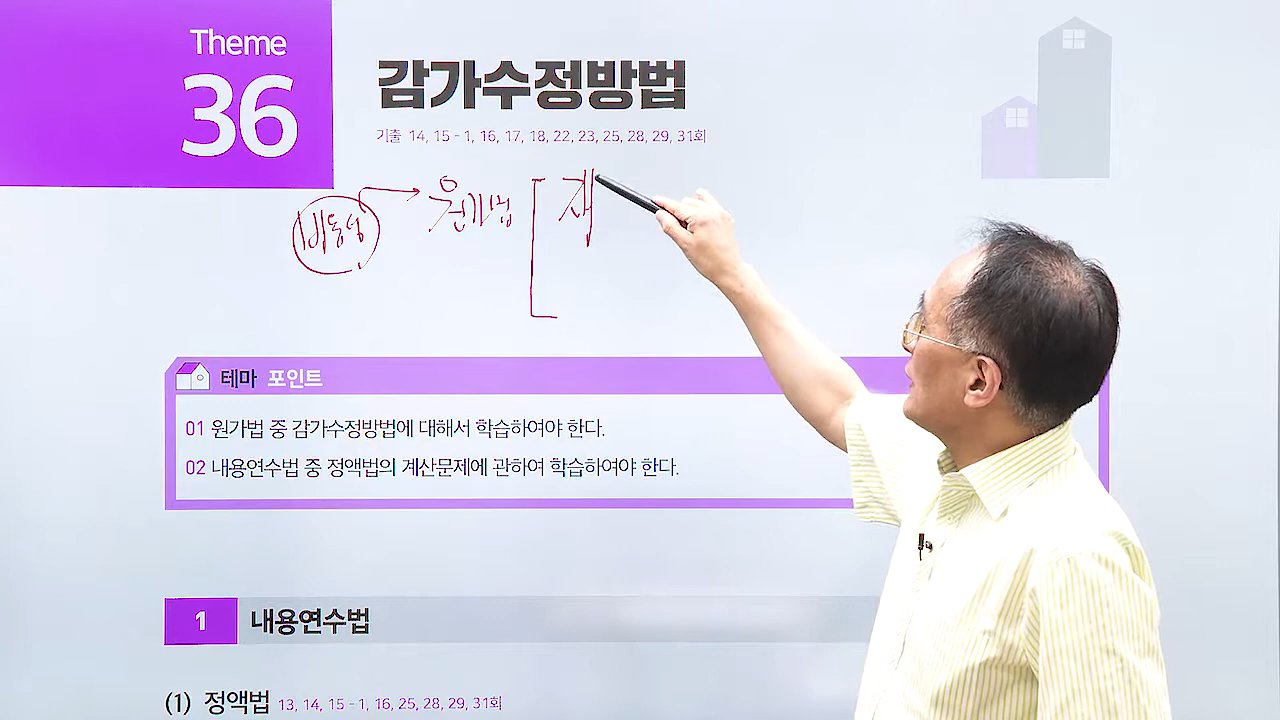 Theme
36
감가수정방법
기출 14, 15 - 1, 16, 17, 18, 22, 23, 25, 28, 29, 31회
비용성 → 원가법 [ 재
테마 포인트
01 원가법 중 감가수정방법에 대해서 학습하여야 한다.
02 내용연수법 중 정액법의 계산문제에 관하여 학습하여야 한다.
1 내용연수법
(1) 정액법 13, 14, 15 - 1, 16, 25, 28, 29, 31회